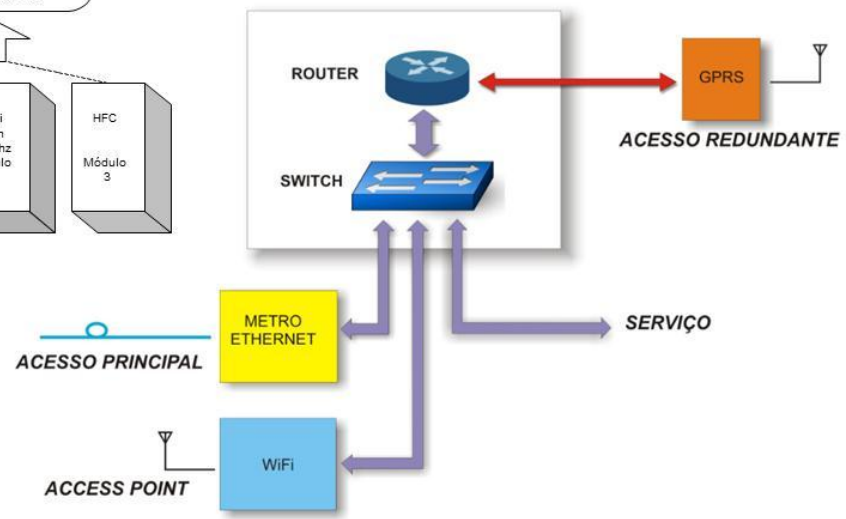 ROUTER
GPRS
ACESSO REDUNDANTE
HFC
Módulo
3
SWITCH
METRO
ETHERNET
SERVIÇO
ACESSO PRINCIPAL
WiFi
ACCESS POINT